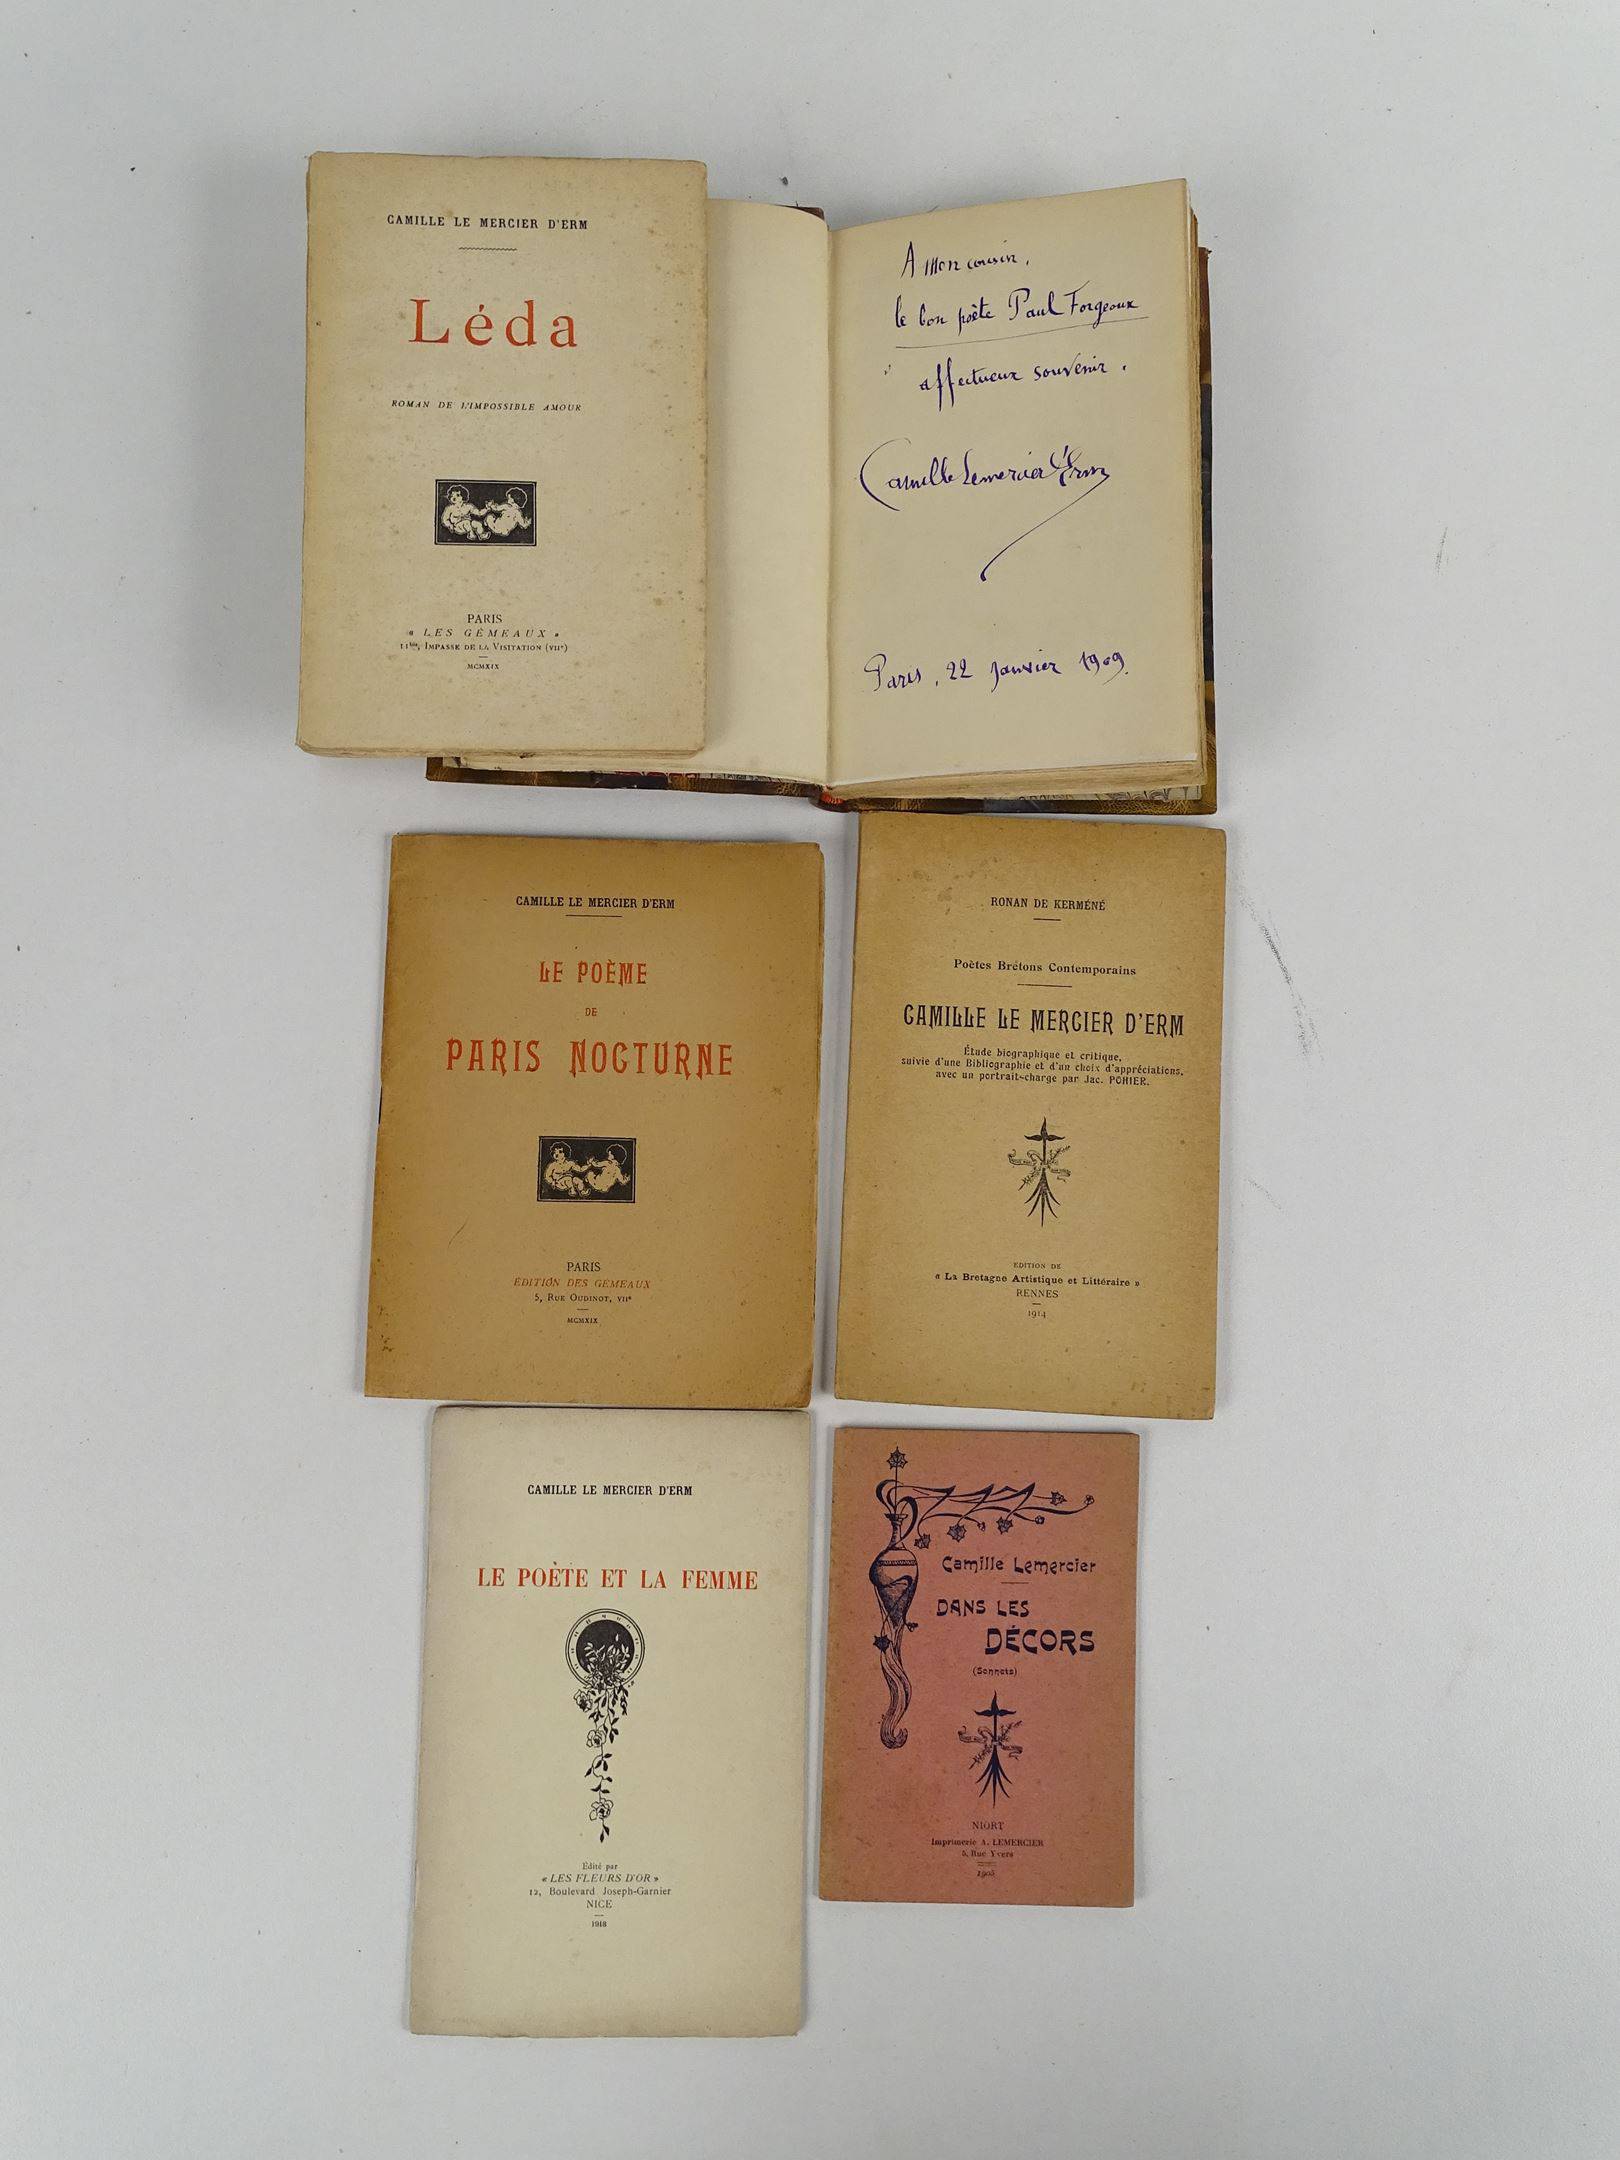 CAMILLE LE MERCIER D'ERM
Léda
ROMAN DE L'IMPOSSIBLE AMOUR
PARIS
« LES GÉMEAUX »
11bis, IMPASSE DE LA VISITATION (VIIe)
MCMXIX
A mon cousin,
le bon poète Paul Forgeoux
affectueux souvenir.
Camille Lemercier d'Erm
Paris, 22 Janvier 1909.
CAMILLE LE MERCIER D'ERM
LE POÈME
DE
PARIS NOCTURNE
PARIS
ÉDITION DES GÉMEAUX
5, RUE OUDINOT, VIIe
MCMXIX
RONAN DE KERMÉNÉ
Poètes Bretons Contemporains
CAMILLE LE MERCIER D'ERM
Étude biographique et critique,
suivie d'une Bibliographie et d'un choix d'appréciations,
avec un portrait-charge par Jac. POHIER.
EDITION DE
« La Bretagne Artistique et Littéraire »
RENNES
1914
CAMILLE LE MERCIER D'ERM
LE POÈTE ET LA FEMME
Édité par
« LES FLEURS D'OR »
12, Boulevard Joseph-Garnier
NICE
1918
Camille Lemercier
DANS LES
DÉCORS
(Sonnets)
NIORT
Imprimerie A. LEMERCIER
5, Rue Yvers
1905